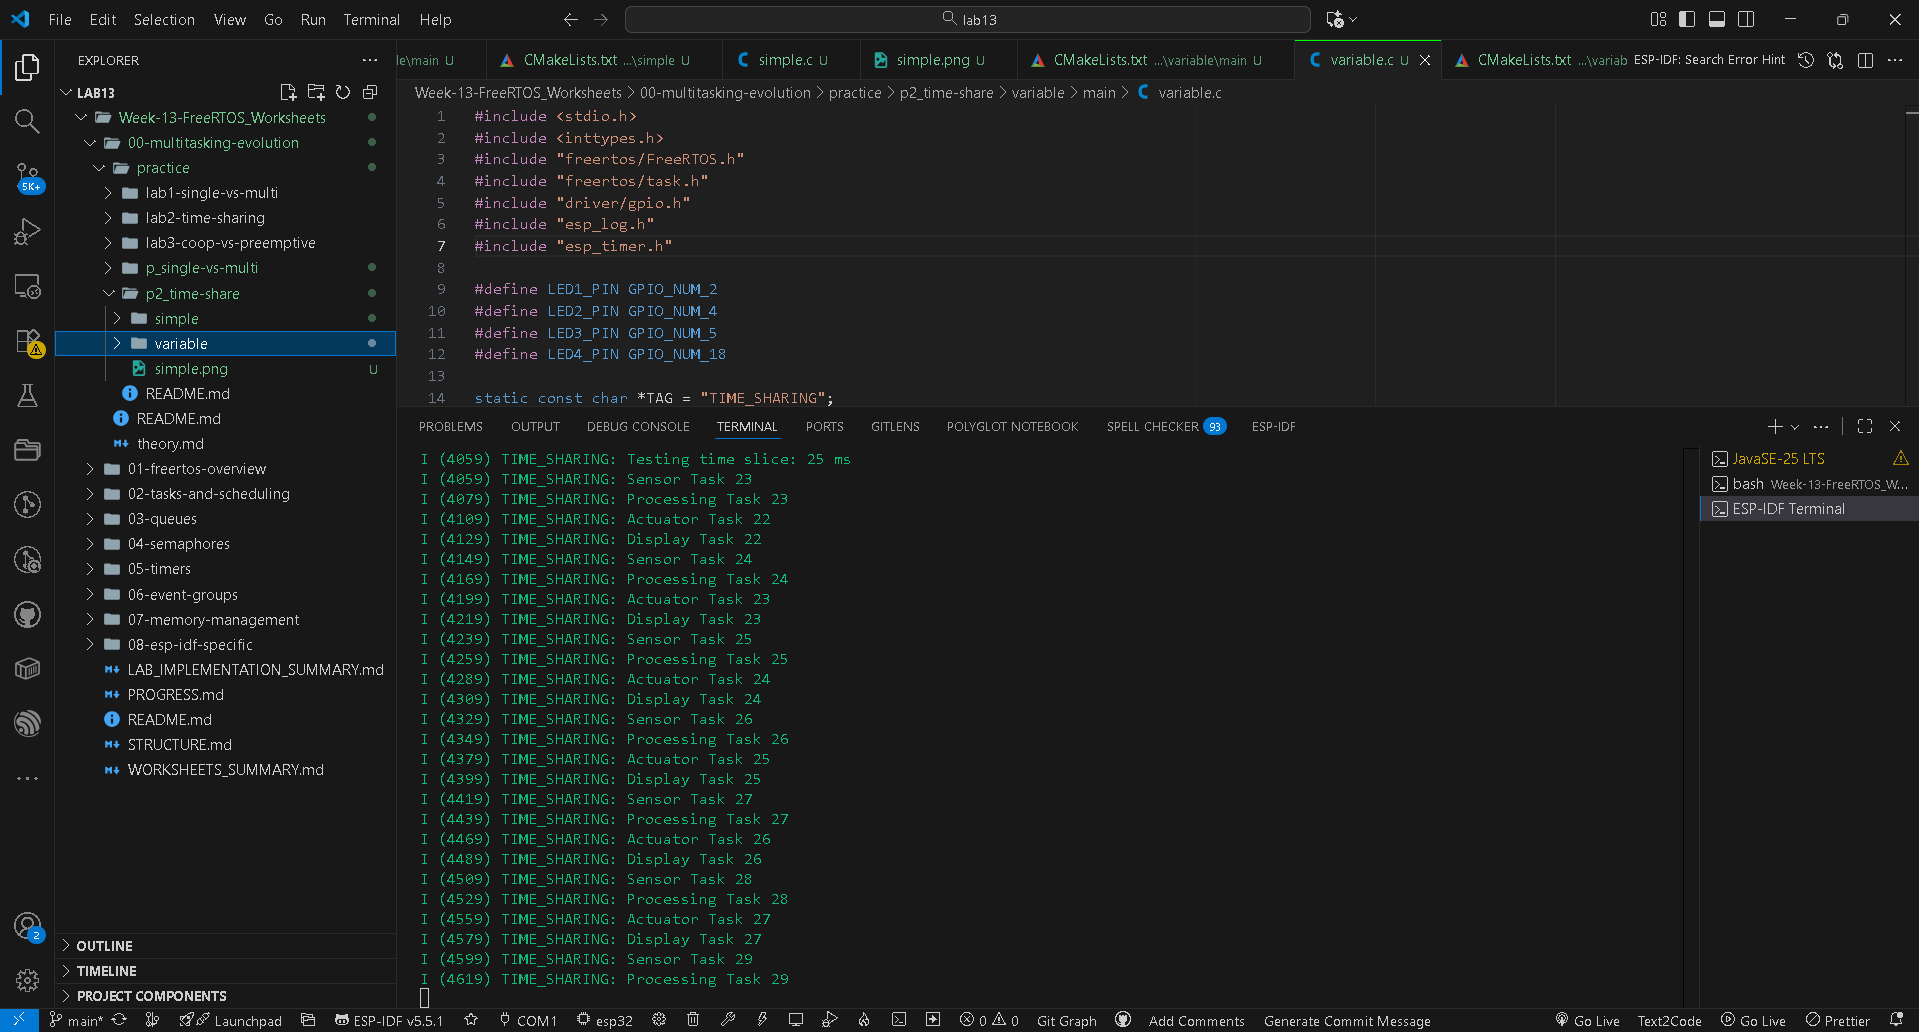 File Edit Selection View Go Run Terminal Help
lab13
EXPLORER
LAB13
Week-13-FreeRTOS_Worksheets
00-multitasking-evolution
practice
lab1-single-vs-multi
lab2-time-sharing
lab3-coop-vs-preemptive
p_single-vs-multi
p2_time-share
simple
variable
simple.png U
README.md
README.md
theory.md
01-freertos-overview
02-tasks-and-scheduling
03-queues
04-semaphores
05-timers
06-event-groups
07-memory-management
08-esp-idf-specific
LAB_IMPLEMENTATION_SUMMARY.md
PROGRESS.md
README.md
STRUCTURE.md
WORKSHEETS_SUMMARY.md
OUTLINE
TIMELINE
PROJECT COMPONENTS
5K+
2
le\main U CMakeLists.txt ...\simple U simple.c U simple.png U CMakeLists.txt ...\variable\main U variable.c U CMakeLists.txt ...\variab ESP-IDF: Search Error Hint
Week-13-FreeRTOS_Worksheets > 00-multitasking-evolution > practice > p2_time-share > variable > main > variable.c
1 #include <stdio.h>
2 #include <inttypes.h>
3 #include "freertos/FreeRTOS.h"
4 #include "freertos/task.h"
5 #include "driver/gpio.h"
6 #include "esp_log.h"
7 #include "esp_timer.h"
8
9 #define LED1_PIN GPIO_NUM_2
10 #define LED2_PIN GPIO_NUM_4
11 #define LED3_PIN GPIO_NUM_5
12 #define LED4_PIN GPIO_NUM_18
13
14 static const char *TAG = "TIME_SHARING";
PROBLEMS OUTPUT DEBUG CONSOLE TERMINAL PORTS GITLENS POLYGLOT NOTEBOOK SPELL CHECKER 93 ESP-IDF
I (4059) TIME_SHARING: Testing time slice: 25 ms
I (4059) TIME_SHARING: Sensor Task 23
I (4079) TIME_SHARING: Processing Task 23
I (4109) TIME_SHARING: Actuator Task 22
I (4129) TIME_SHARING: Display Task 22
I (4149) TIME_SHARING: Sensor Task 24
I (4169) TIME_SHARING: Processing Task 24
I (4199) TIME_SHARING: Actuator Task 23
I (4219) TIME_SHARING: Display Task 23
I (4239) TIME_SHARING: Sensor Task 25
I (4259) TIME_SHARING: Processing Task 25
I (4289) TIME_SHARING: Actuator Task 24
I (4309) TIME_SHARING: Display Task 24
I (4329) TIME_SHARING: Sensor Task 26
I (4349) TIME_SHARING: Processing Task 26
I (4379) TIME_SHARING: Actuator Task 25
I (4399) TIME_SHARING: Display Task 25
I (4419) TIME_SHARING: Sensor Task 27
I (4439) TIME_SHARING: Processing Task 27
I (4469) TIME_SHARING: Actuator Task 26
I (4489) TIME_SHARING: Display Task 26
I (4509) TIME_SHARING: Sensor Task 28
I (4529) TIME_SHARING: Processing Task 28
I (4559) TIME_SHARING: Actuator Task 27
I (4579) TIME_SHARING: Display Task 27
I (4599) TIME_SHARING: Sensor Task 29
I (4619) TIME_SHARING: Processing Task 29
JavaSE-25 LTS
bash Week-13-FreeRTOS_W...
ESP-IDF Terminal
main* Launchpad ESP-IDF v5.5.1 COM1 esp32 0 0 Git Graph Add Comments Generate Commit Message Go Live Text2Code Go Live Prettier